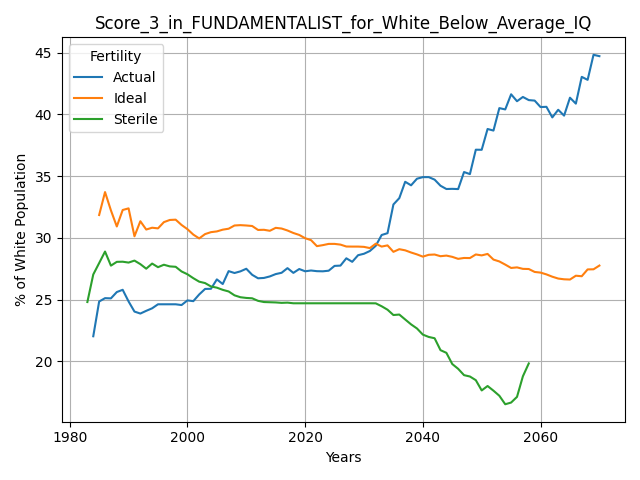 Score_3_in_FUNDAMENTALIST_for_White_Below_Average_IQ
Fertility
Actual
Ideal
Sterile
% of White Population
45
40
35
30
25
20
1980
2000
2020
2040
2060
Years